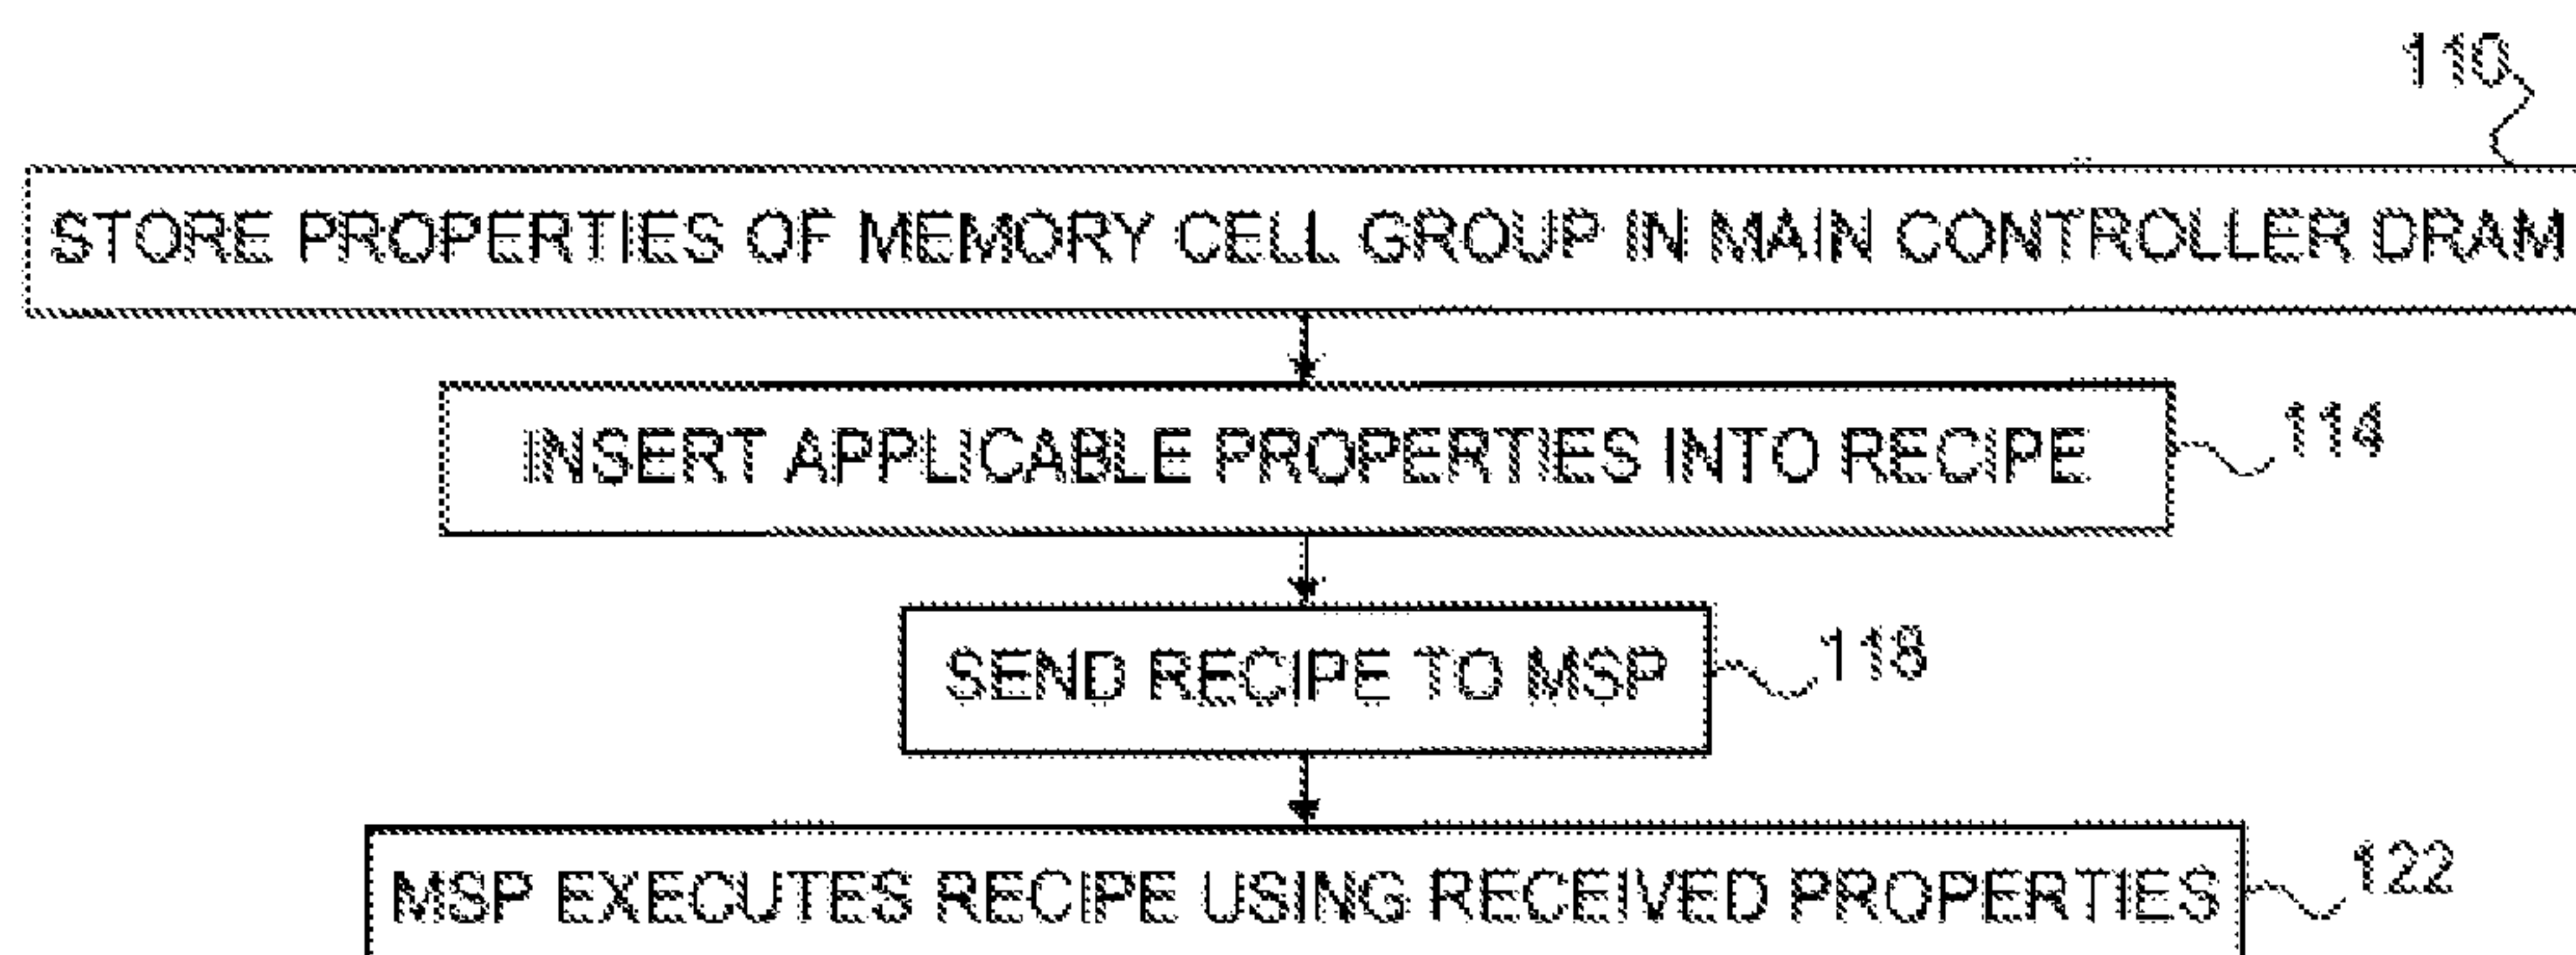 110
STORE PROPERTIES OF MEMORY CELL GROUP IN MAIN CONTROLLER DRAM
INSERT APPLICABLE PROPERTIES INTO RECIPE 114
SEND RECIPE TO MSP 118
MSP EXECUTES RECIPE USING RECEIVED PROPERTIES 122